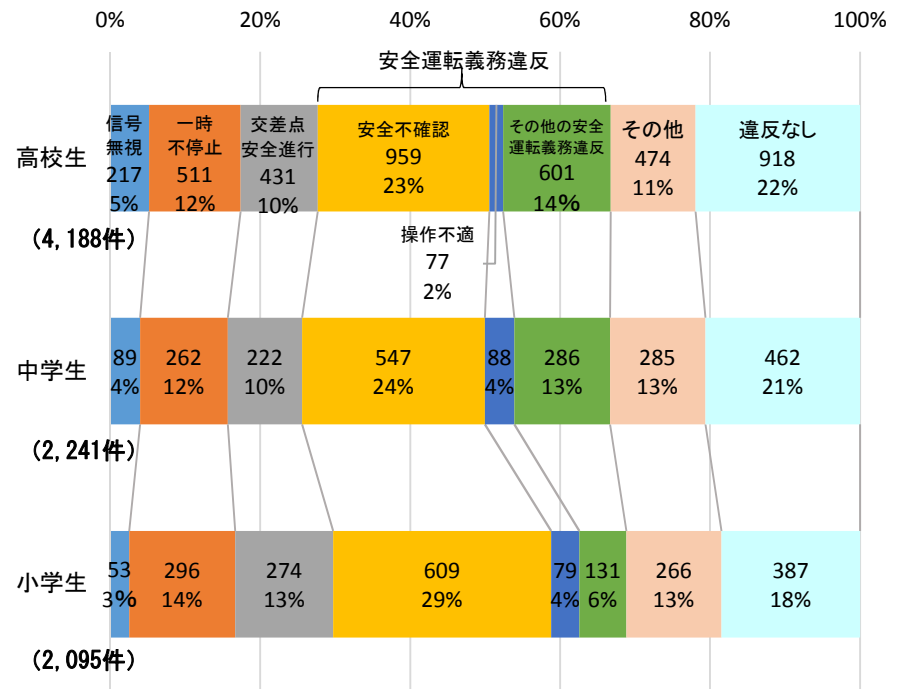 0% 20% 40% 60% 80% 100%
安全運転義務違反
高校生
(4,188件)
信号
無視
217
5%
一時
不停止
511
12%
交差点
安全進行
431
10%
安全不確認
959
23%
操作不適
77
2%
その他の安全
運転義務違反
601
14%
その他
474
11%
違反なし
918
22%
中学生
(2,241件)
89
4%
262
12%
222
10%
547
24%
88
4%
286
13%
285
13%
462
21%
小学生
(2,095件)
53
3%
296
14%
274
13%
609
29%
79
4%
131
6%
266
13%
387
18%